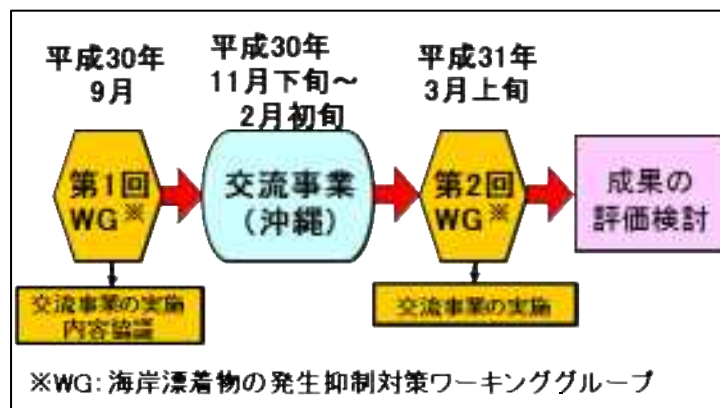 平成30年
9月
平成30年
11月下旬～
2月初旬
平成31年
3月上旬
第1回
WG※
交流事業
（沖縄）
第2回
WG※
成果の
評価検討
交流事業の実施
内容協議
交流事業の実施
※WG：海岸漂着物の発生抑制対策ワーキンググループ